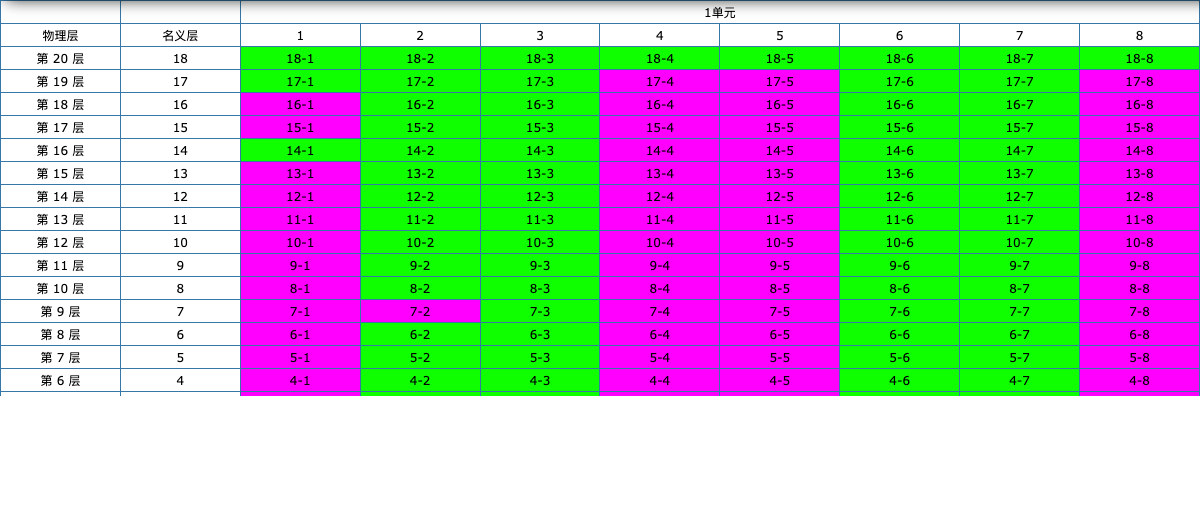 1单元
物理层 名义层 1 2 3 4 5 6 7 8
第 20 层 18 18-1 18-2 18-3 18-4 18-5 18-6 18-7 18-8
第 19 层 17 17-1 17-2 17-3 17-4 17-5 17-6 17-7 17-8
第 18 层 16 16-1 16-2 16-3 16-4 16-5 16-6 16-7 16-8
第 17 层 15 15-1 15-2 15-3 15-4 15-5 15-6 15-7 15-8
第 16 层 14 14-1 14-2 14-3 14-4 14-5 14-6 14-7 14-8
第 15 层 13 13-1 13-2 13-3 13-4 13-5 13-6 13-7 13-8
第 14 层 12 12-1 12-2 12-3 12-4 12-5 12-6 12-7 12-8
第 13 层 11 11-1 11-2 11-3 11-4 11-5 11-6 11-7 11-8
第 12 层 10 10-1 10-2 10-3 10-4 10-5 10-6 10-7 10-8
第 11 层 9 9-1 9-2 9-3 9-4 9-5 9-6 9-7 9-8
第 10 层 8 8-1 8-2 8-3 8-4 8-5 8-6 8-7 8-8
第 9 层 7 7-1 7-2 7-3 7-4 7-5 7-6 7-7 7-8
第 8 层 6 6-1 6-2 6-3 6-4 6-5 6-6 6-7 6-8
第 7 层 5 5-1 5-2 5-3 5-4 5-5 5-6 5-7 5-8
第 6 层 4 4-1 4-2 4-3 4-4 4-5 4-6 4-7 4-8